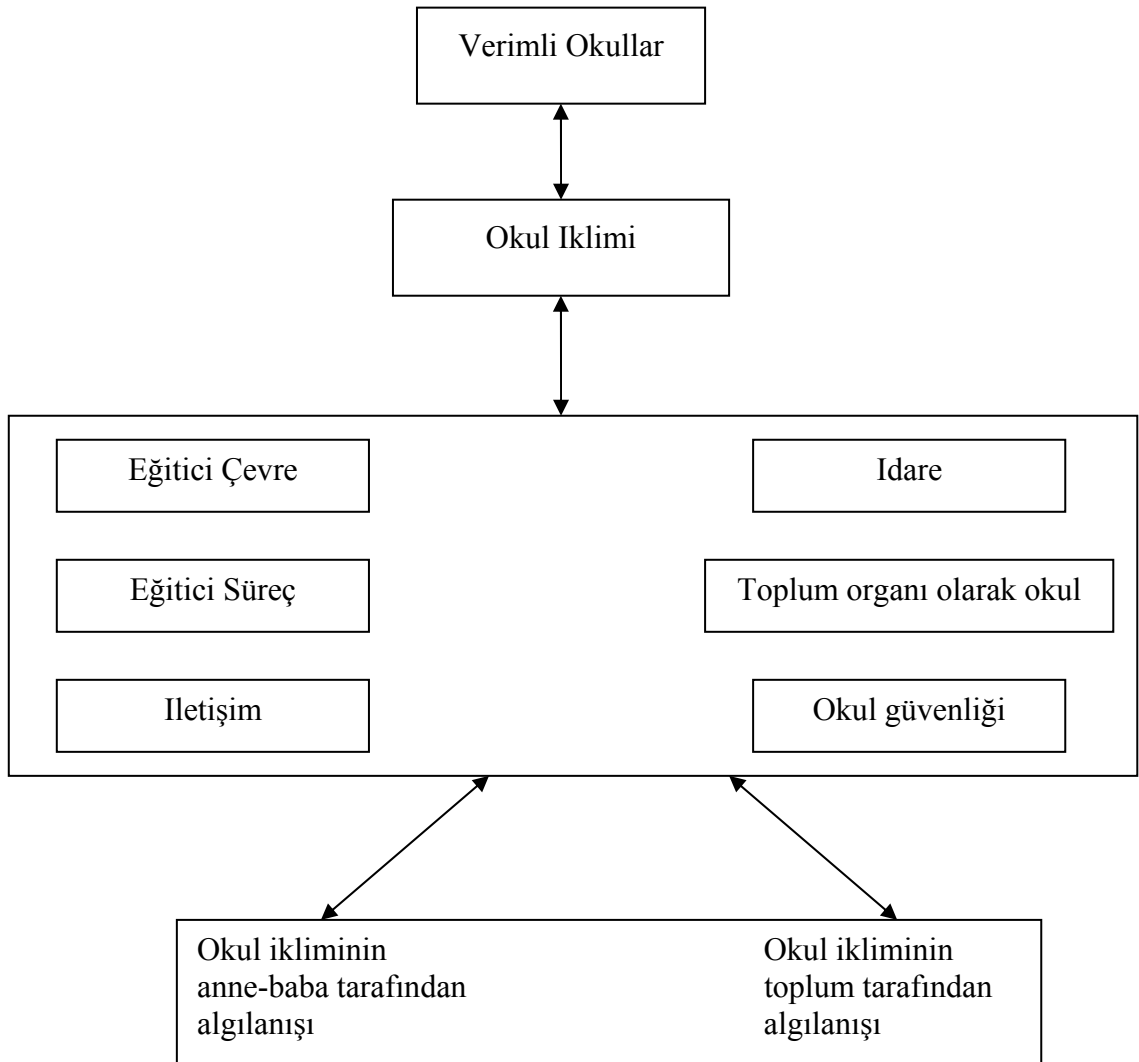 Verimli Okullar
Okul Iklimi
Eğitici Çevre
Idare
Eğitici Süreç
Toplum organı olarak okul
Iletişim
Okul güvenliği
Okul ikliminin
anne-baba tarafından
algılanışı
Okul ikliminin
toplum tarafından
algılanışı